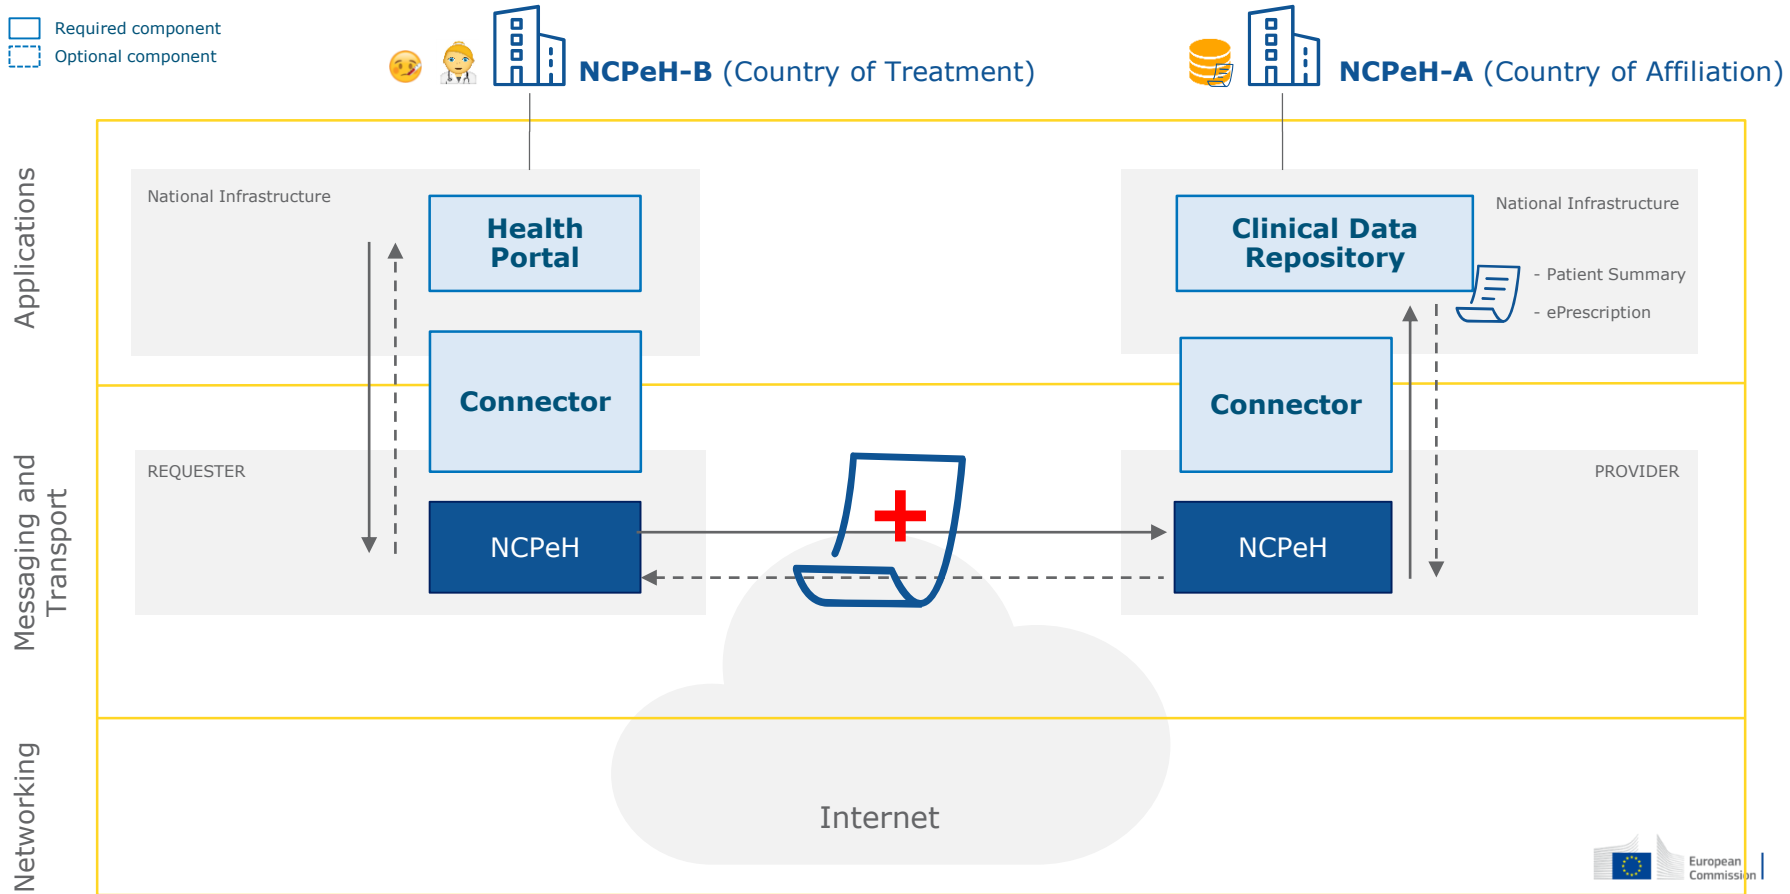 Required component
Optional component
NCPeH-B (Country of Treatment)
NCPeH-A (Country of Affiliation)
Applications
National Infrastructure
Health
Portal
Clinical Data
Repository
National Infrastructure
- Patient Summary
- ePrescription
Connector
Connector
Messaging and
Transport
REQUESTER
PROVIDER
NCPeH
NCPeH
Networking
Internet
European
Commission